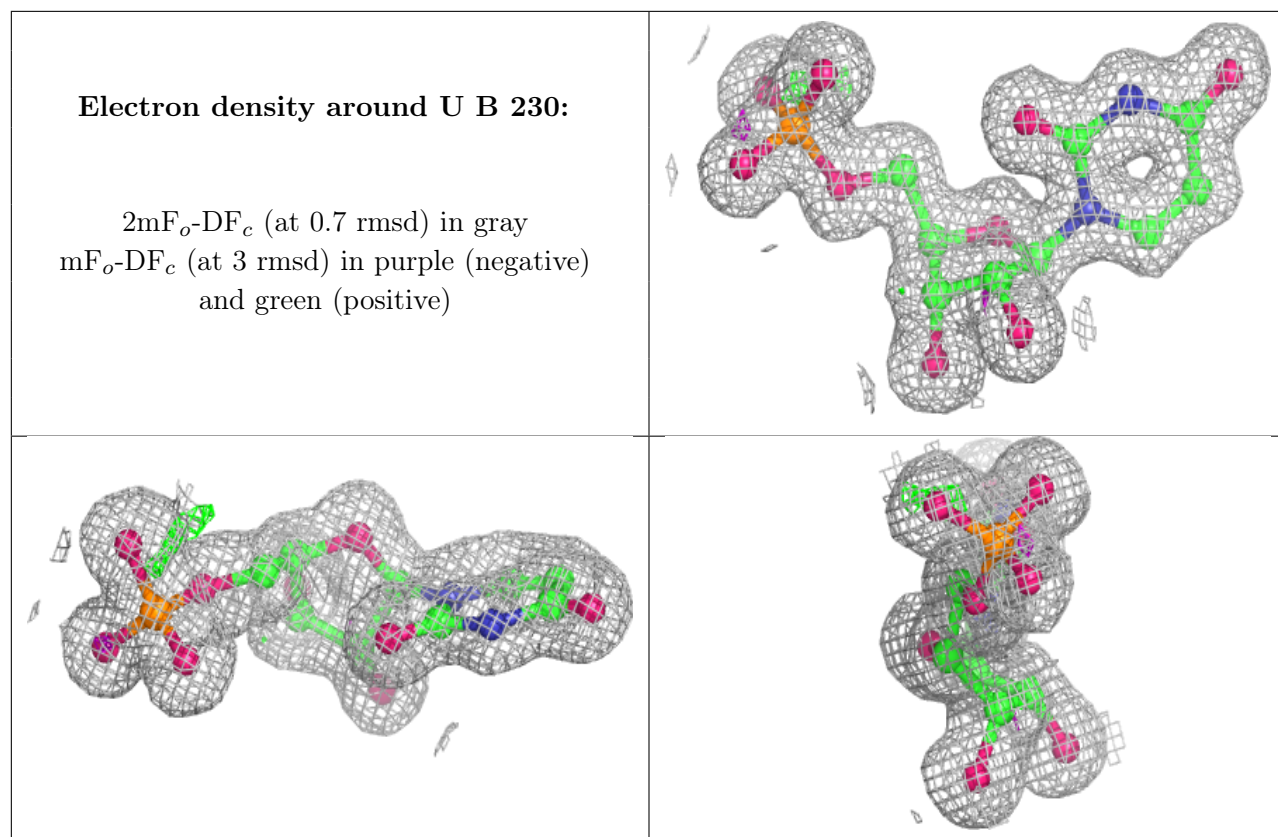 Electron density around U B 230:
2mFo-DFc (at 0.7 rmsd) in gray
mFo-DFc (at 3 rmsd) in purple (negative)
and green (positive)